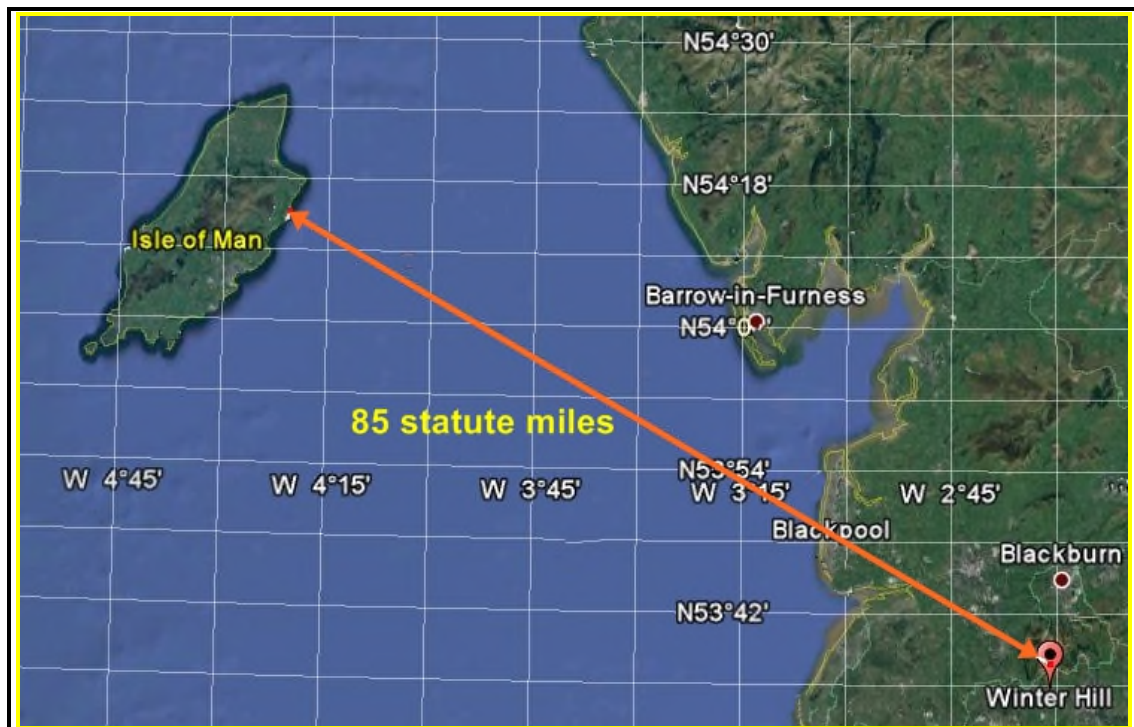 N54°30'
N54°18'
Isle of Man
Barrow-in-Furness
N54°0'
85 statute miles
N53°54'
W 4°45'
W 4°15'
W 3°45'
W 3°15'
W 2°45'
Blackpool
Blackburn
N53°42'
Winter Hill